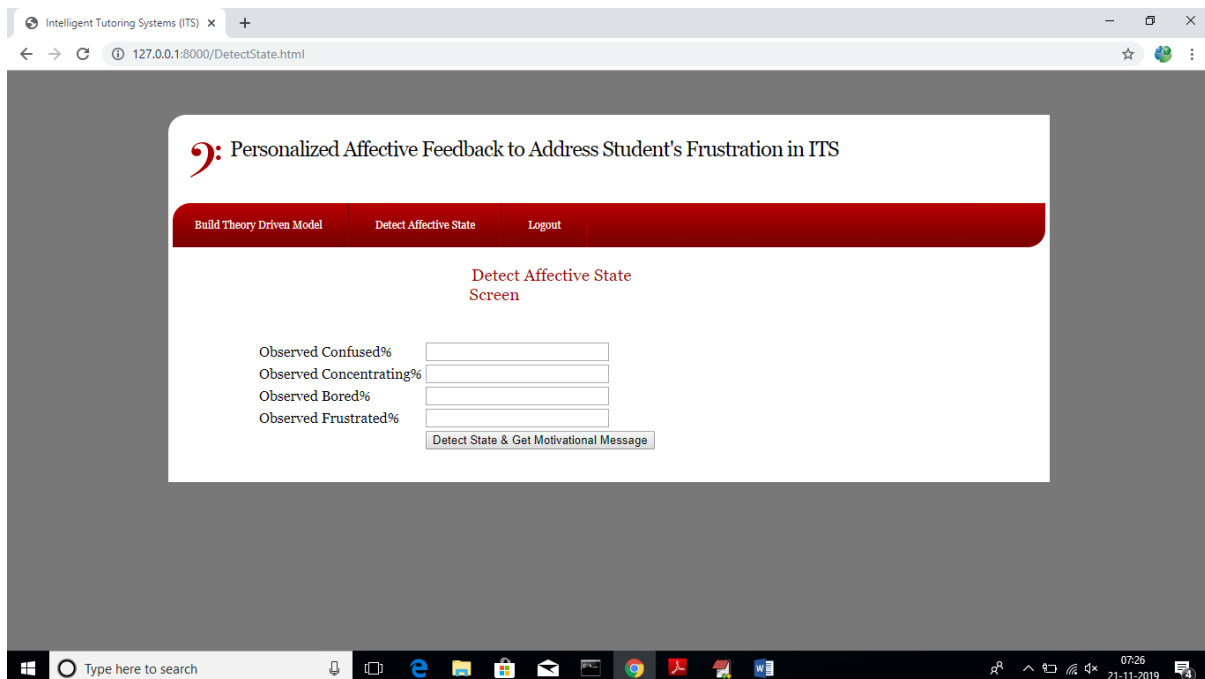 Intelligent Tutoring Systems (ITS)
127.0.0.1:8000/DetectState.html
Personalized Affective Feedback to Address Student's Frustration in ITS
Build Theory Driven Model Detect Affective State Logout
Detect Affective State
Screen
Observed Confused%
Observed Concentrating%
Observed Bored%
Observed Frustrated%
Detect State & Get Motivational Message
Type here to search
07:26
21-11-2019
4